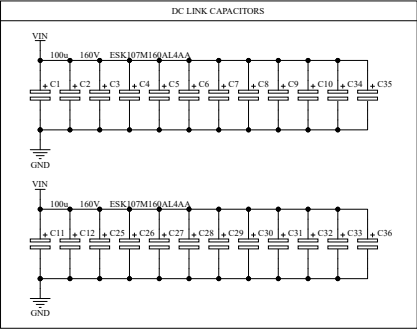 DC LINK CAPACITORS
VIN
100u 160V ESK107M160AL4AA
+ C1 + C2 + C3 + C4 + C5 + C6 + C7 + C8 + C9 + C10 + C34 + C35
GND
VIN
100u 160V ESK107M160AL4AA
+ C11 + C12 + C25 + C26 + C27 + C28 + C29 + C30 + C31 + C32 + C33 + C36
GND